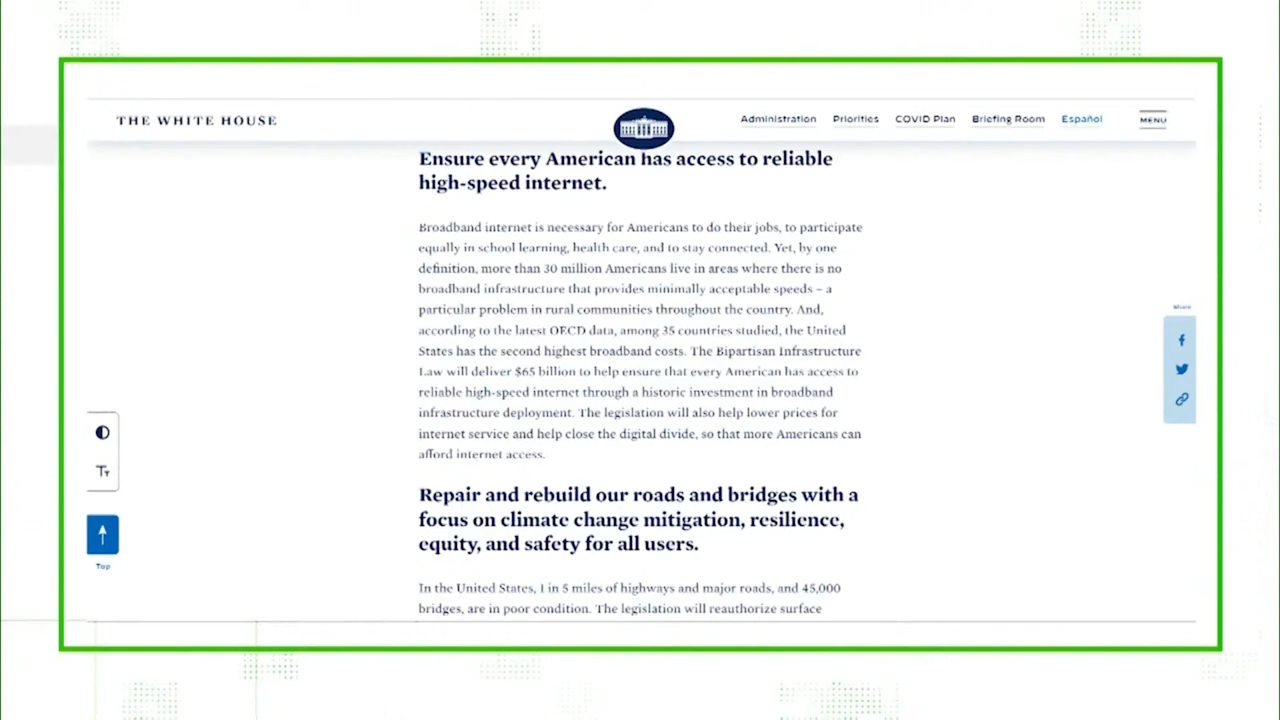 THE WHITE HOUSE
Administration Priorities COVID Plan Briefing Room Español MENU
Ensure every American has access to reliable
high-speed internet.
Broadband internet is necessary for Americans to do their jobs, to participate
equally in school learning, health care, and to stay connected. Yet, by one
definition, more than 30 million Americans live in areas where there is no
broadband infrastructure that provides minimally acceptable speeds – a
particular problem in rural communities throughout the country. And,
according to the latest OECD data, among 35 countries studied, the United
States has the second highest broadband costs. The Bipartisan Infrastructure
Law will deliver $65 billion to help ensure that every American has access to
reliable high-speed internet through a historic investment in broadband
infrastructure deployment. The legislation will also help lower prices for
internet service and help close the digital divide, so that more Americans can
afford internet access.
Repair and rebuild our roads and bridges with a
focus on climate change mitigation, resilience,
equity, and safety for all users.
In the United States, 1 in 5 miles of highways and major roads, and 45,000
bridges, are in poor condition. The legislation will reauthorize surface
Share
Tт
Top